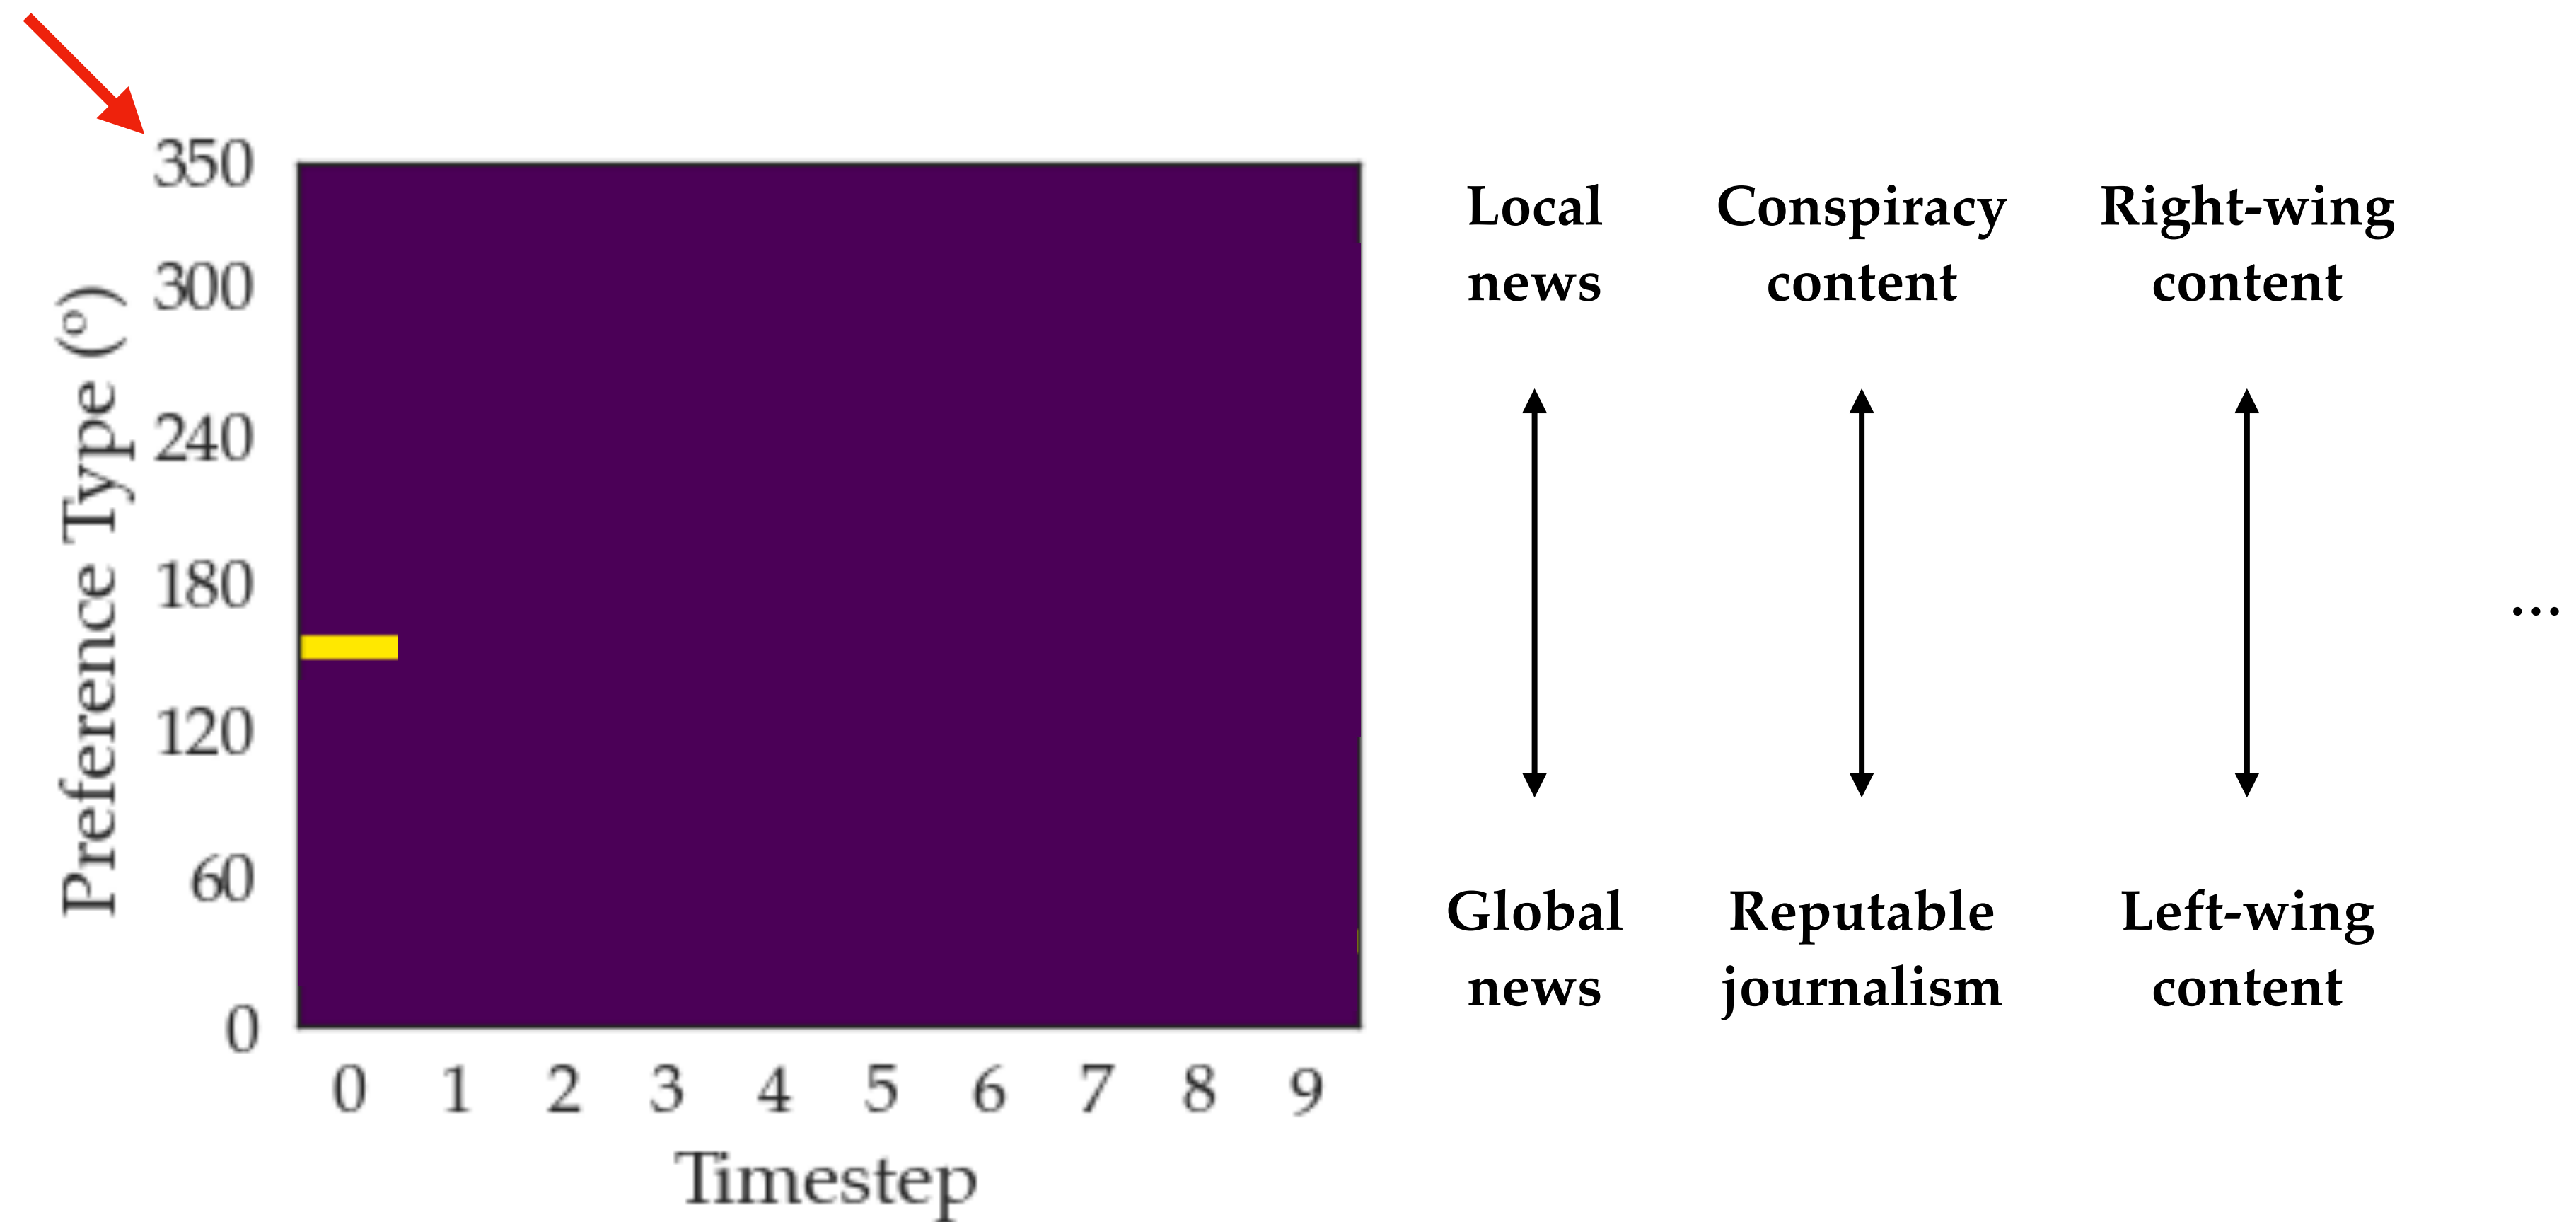 350
300
240
180
120
60
0
Preference Type (º)
0 1 2 3 4 5 6 7 8 9
Timestep
Local
news
Conspiracy
content
Right-wing
content
Global
news
Reputable
journalism
Left-wing
content
...